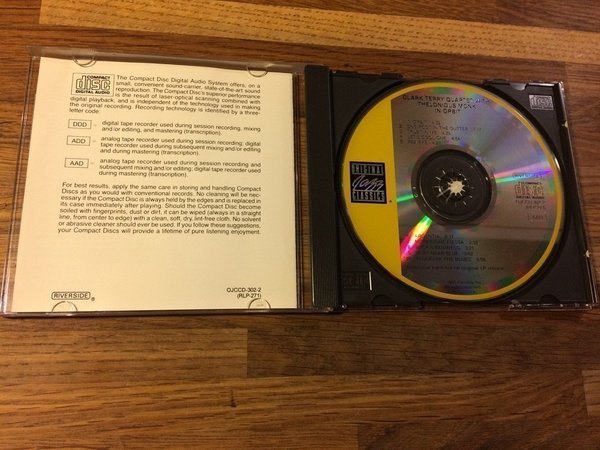 COMPACT
disc
DIGITAL AUDIO
The Compact Disc Digital Audio System offers, on a
small, convenient sound-carrier, state-of-the-art sound
reproduction. The Compact Disc's superior performance
is the result of laser-optical scanning combined with
digital playback, and is independent of the technology used in making
the original recording. Recording technology is identified by a three-
letter code:
DDD = digital tape recorder used during session recording, mixing
and/or editing, and mastering (transcription).
ADD = analog tape recorder used during session recording; digital
tape recorder used during subsequent mixing and/or editing
and during mastering (transcription).
AAD = analog tape recorder used during session recording and
subsequent mixing and/or editing; digital tape recorder used
during mastering (transcription).
For best results, apply the same care in storing and handling Compact
Discs as you would with conventional records. No cleaning will be nec-
essary if the Compact Disc is always held by the edges and is replaced in
its case immediately after playing. Should the Compact Disc become
soiled with fingerprints, dust or dirt, it can be wiped (always in a straight
line, from center to edge) with a clean, soft, dry, lint-free cloth. No solvent
or abrasive cleaner should ever be used. If you follow these suggestions,
your Compact Discs will provide a lifetime of pure listening enjoyment.
RIVERSIDE ®
OJCCD-302-2
(RLP-271)
CLARK TERRY QUARTET WITH
THELONIOUS MONK
IN ORBIT
ORIGINAL
Jazz
CLASSICS